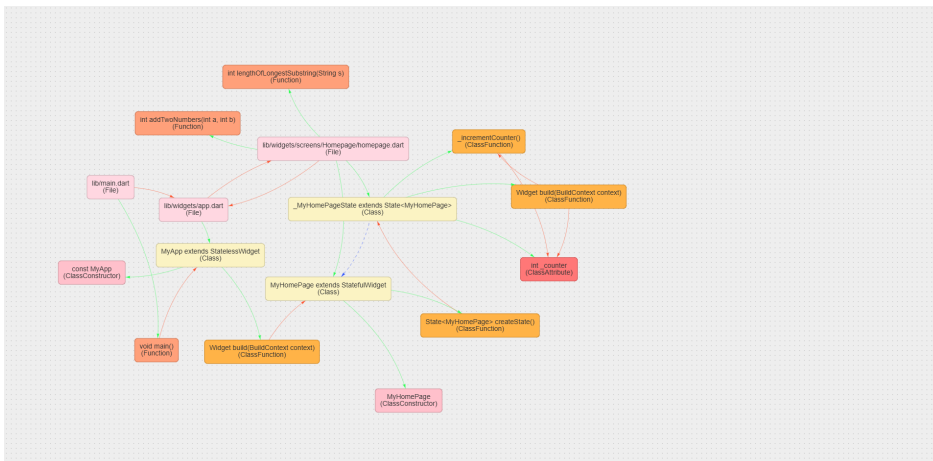 int lengthOfLongestSubstring(String s)
(Function)
int addTwoNumbers(int a, int b)
(Function)
_incrementCounter()
(ClassFunction)
lib/widgets/screens/Homepage/homepage.dart
(File)
lib/main.dart
(File)
Widget build(BuildContext context)
(ClassFunction)
lib/widgets/app.dart
(File)
_MyHomePageState extends State<MyHomePage>
(Class)
MyApp extends StatelessWidget
(Class)
const MyApp
(ClassConstructor)
int _counter
(ClassAttribute)
MyHomePage extends StatefulWidget
(Class)
State<MyHomePage> createState()
(ClassFunction)
void main()
(Function)
Widget build(BuildContext context)
(ClassFunction)
MyHomePage
(ClassConstructor)